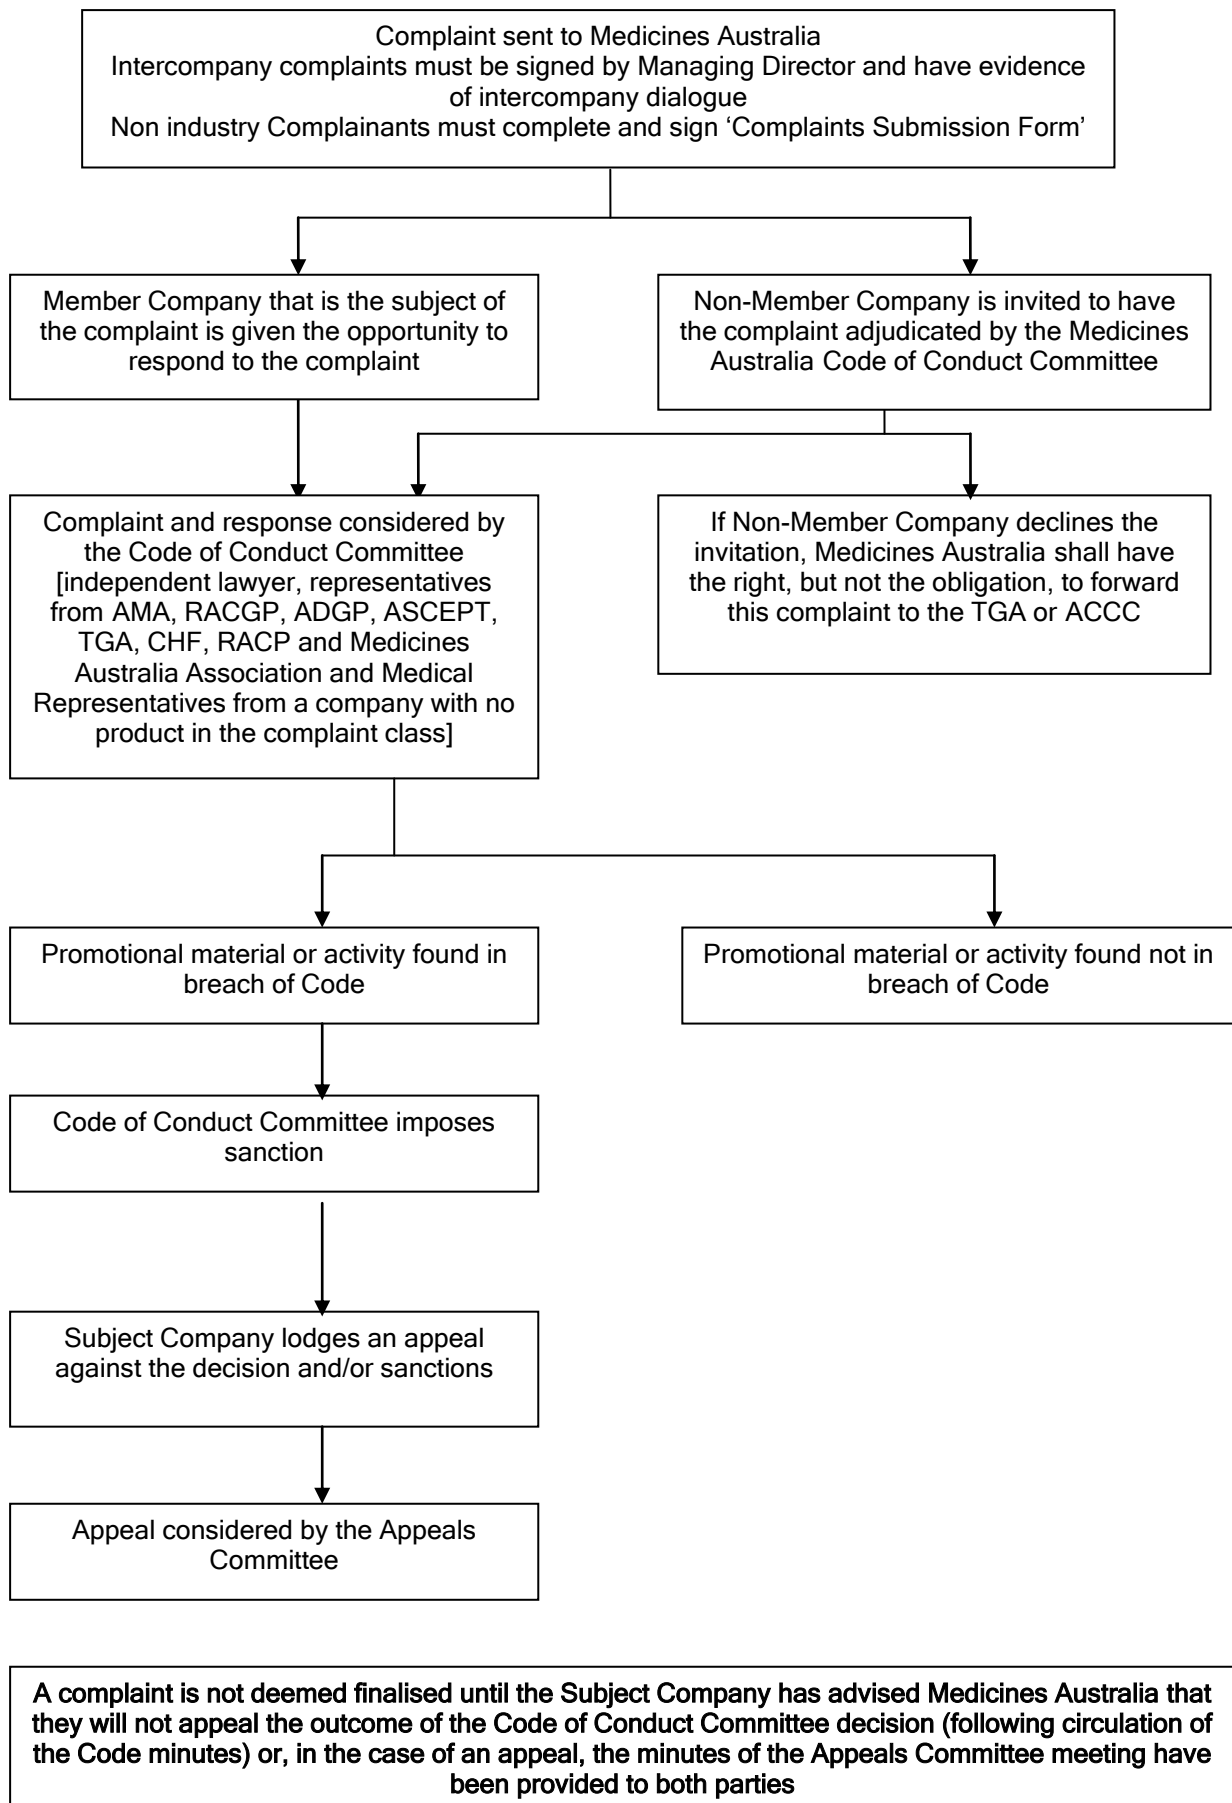 Complaint sent to Medicines Australia
Intercompany complaints must be signed by Managing Director and have evidence
of intercompany dialogue
Non industry Complainants must complete and sign ‘Complaints Submission Form’
Member Company that is the subject of
the complaint is given the opportunity to
respond to the complaint
Non-Member Company is invited to have
the complaint adjudicated by the Medicines
Australia Code of Conduct Committee
Complaint and response considered by
the Code of Conduct Committee
[independent lawyer, representatives
from AMA, RACGP, ADGP, ASCEPT,
TGA, CHF, RACP and Medicines
Australia Association and Medical
Representatives from a company with no
product in the complaint class]
If Non-Member Company declines the
invitation, Medicines Australia shall have
the right, but not the obligation, to forward
this complaint to the TGA or ACCC
Promotional material or activity found in
breach of Code
Promotional material or activity found not in
breach of Code
Code of Conduct Committee imposes
sanction
Subject Company lodges an appeal
against the decision and/or sanctions
Appeal considered by the Appeals
Committee
A complaint is not deemed finalised until the Subject Company has advised Medicines Australia that
they will not appeal the outcome of the Code of Conduct Committee decision (following circulation of
the Code minutes) or, in the case of an appeal, the minutes of the Appeals Committee meeting have
been provided to both parties